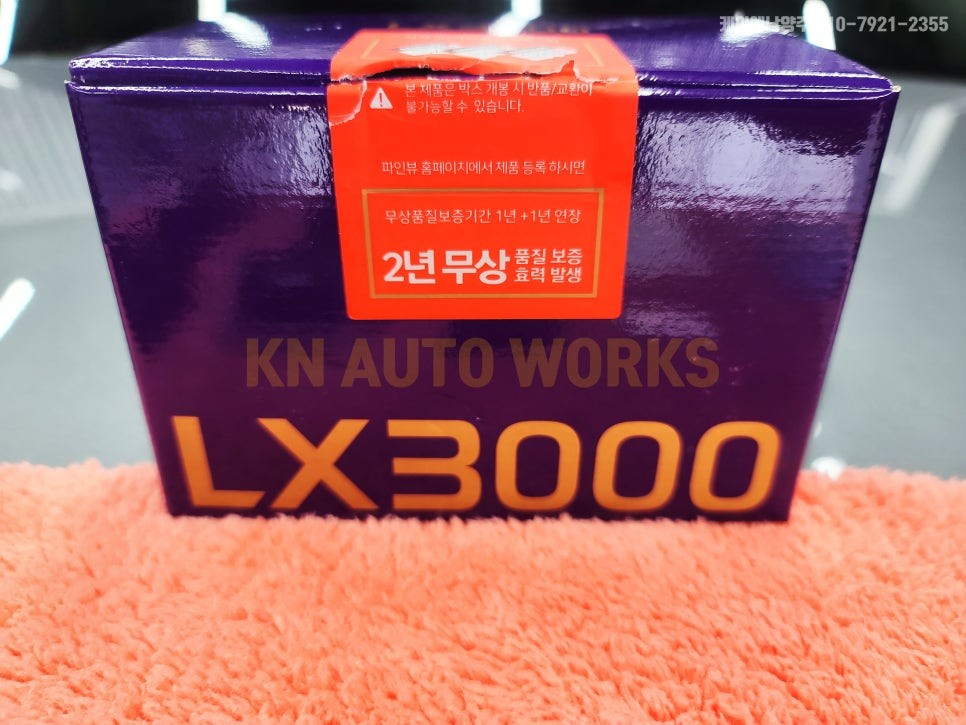 10-7921-2355
본 제품은 박스 개봉 시 반품/교환이
불가능할 수 있습니다.
파인뷰 홈페이지에서 제품 등록 하시면
무상품질보증기간 1년 +1년 연장
2년 무상 품질 보증
효력 발생
KN AUTO WORKS
LX3000